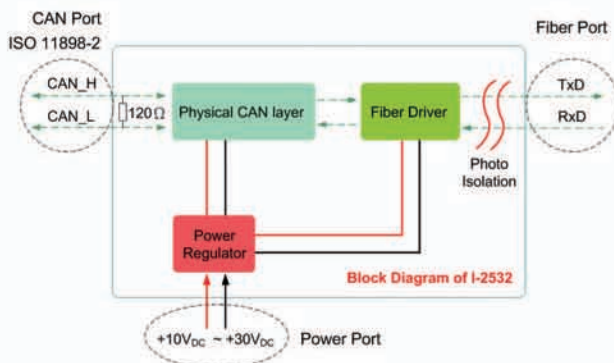 CAN Port
ISO 11898-2
Fiber Port
CAN_H
CAN_L
120Ω
Physical CAN layer
Fiber Driver
TxD
RxD
Photo
Isolation
Power
Regulator
Block Diagram of I-2532
+10VDC ~ +30VDC
Power Port